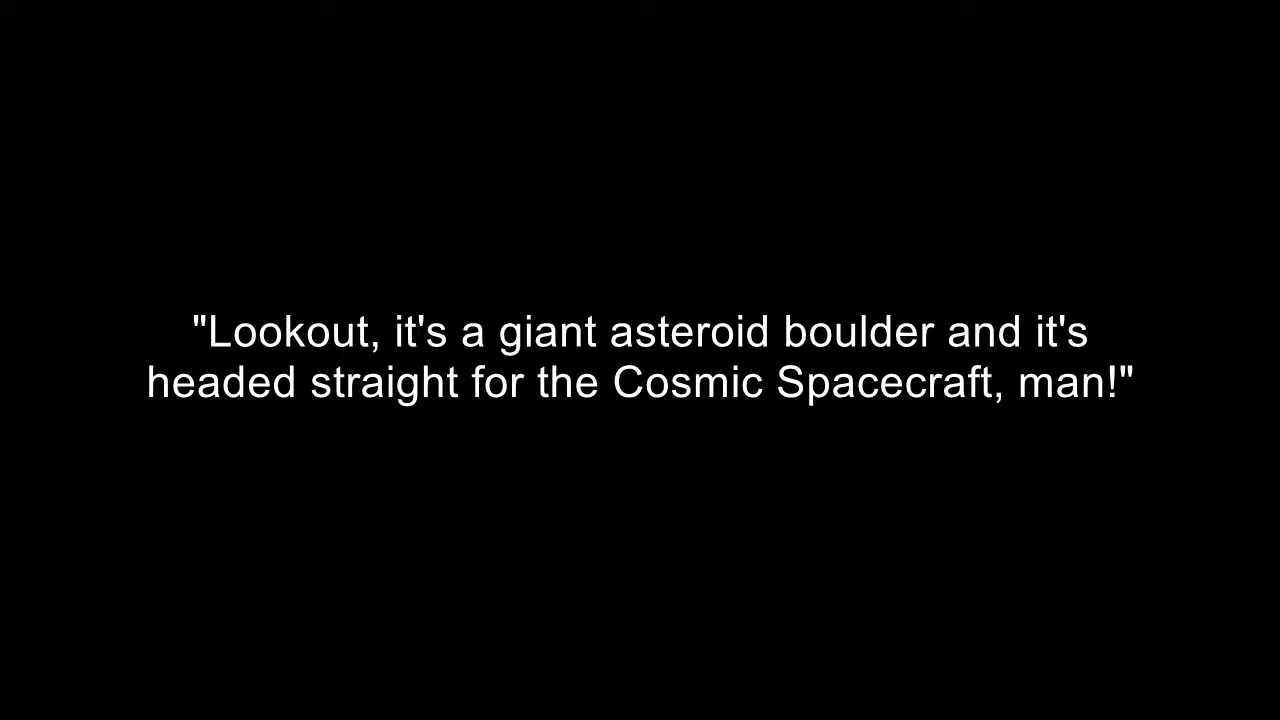 "Lookout, it's a giant asteroid boulder and it's
headed straight for the Cosmic Spacecraft, man!"